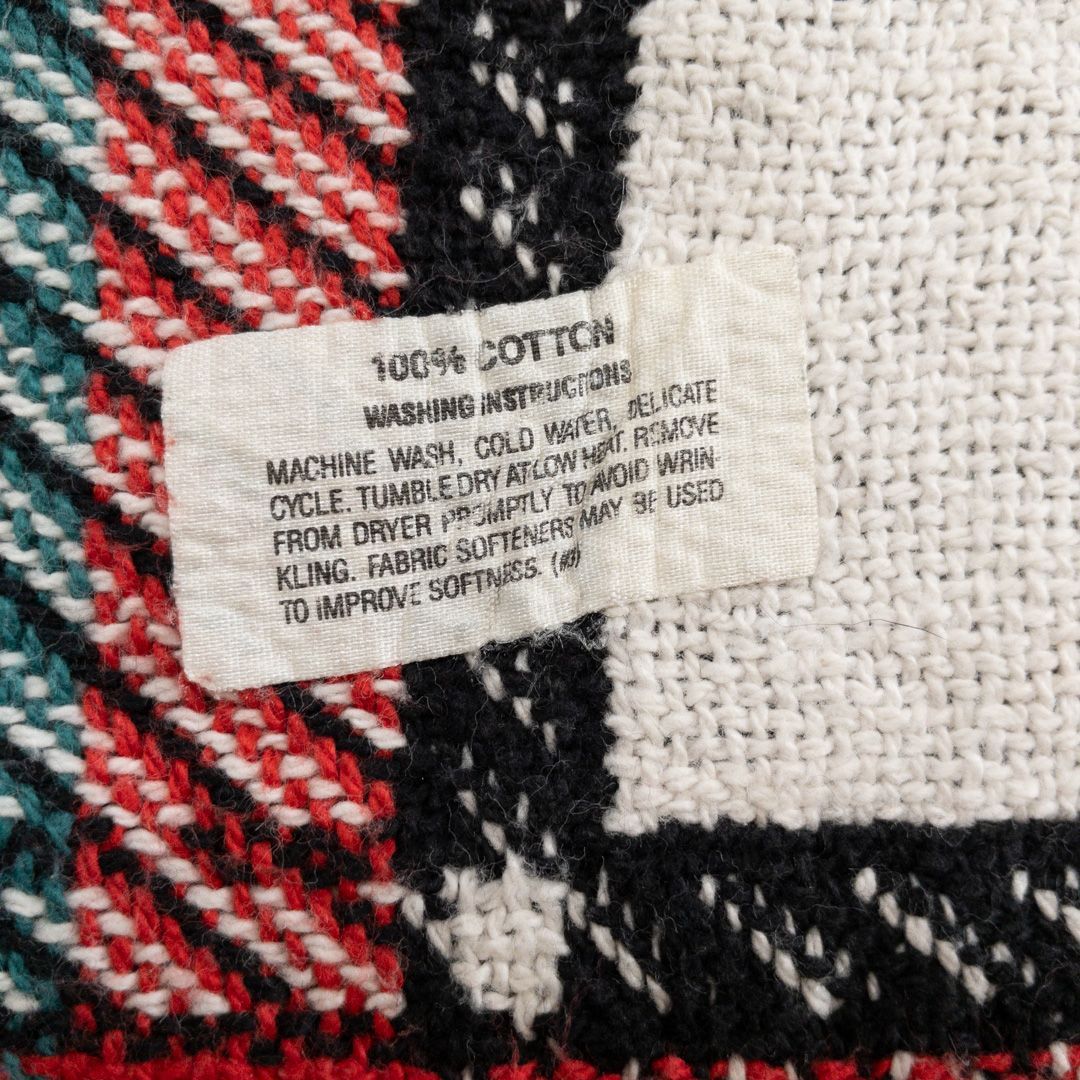 100% COTTON
WASHING INSTRUCTIONS
MACHINE WASH, COLD WATER, DELICATE
CYCLE. TUMBLE DRY AT LOW HEAT. REMOVE
FROM DRYER PROMPTLY TO AVOID WRIN-
KLING. FABRIC SOFTENERS MAY BE USED
TO IMPROVE SOFTNESS.